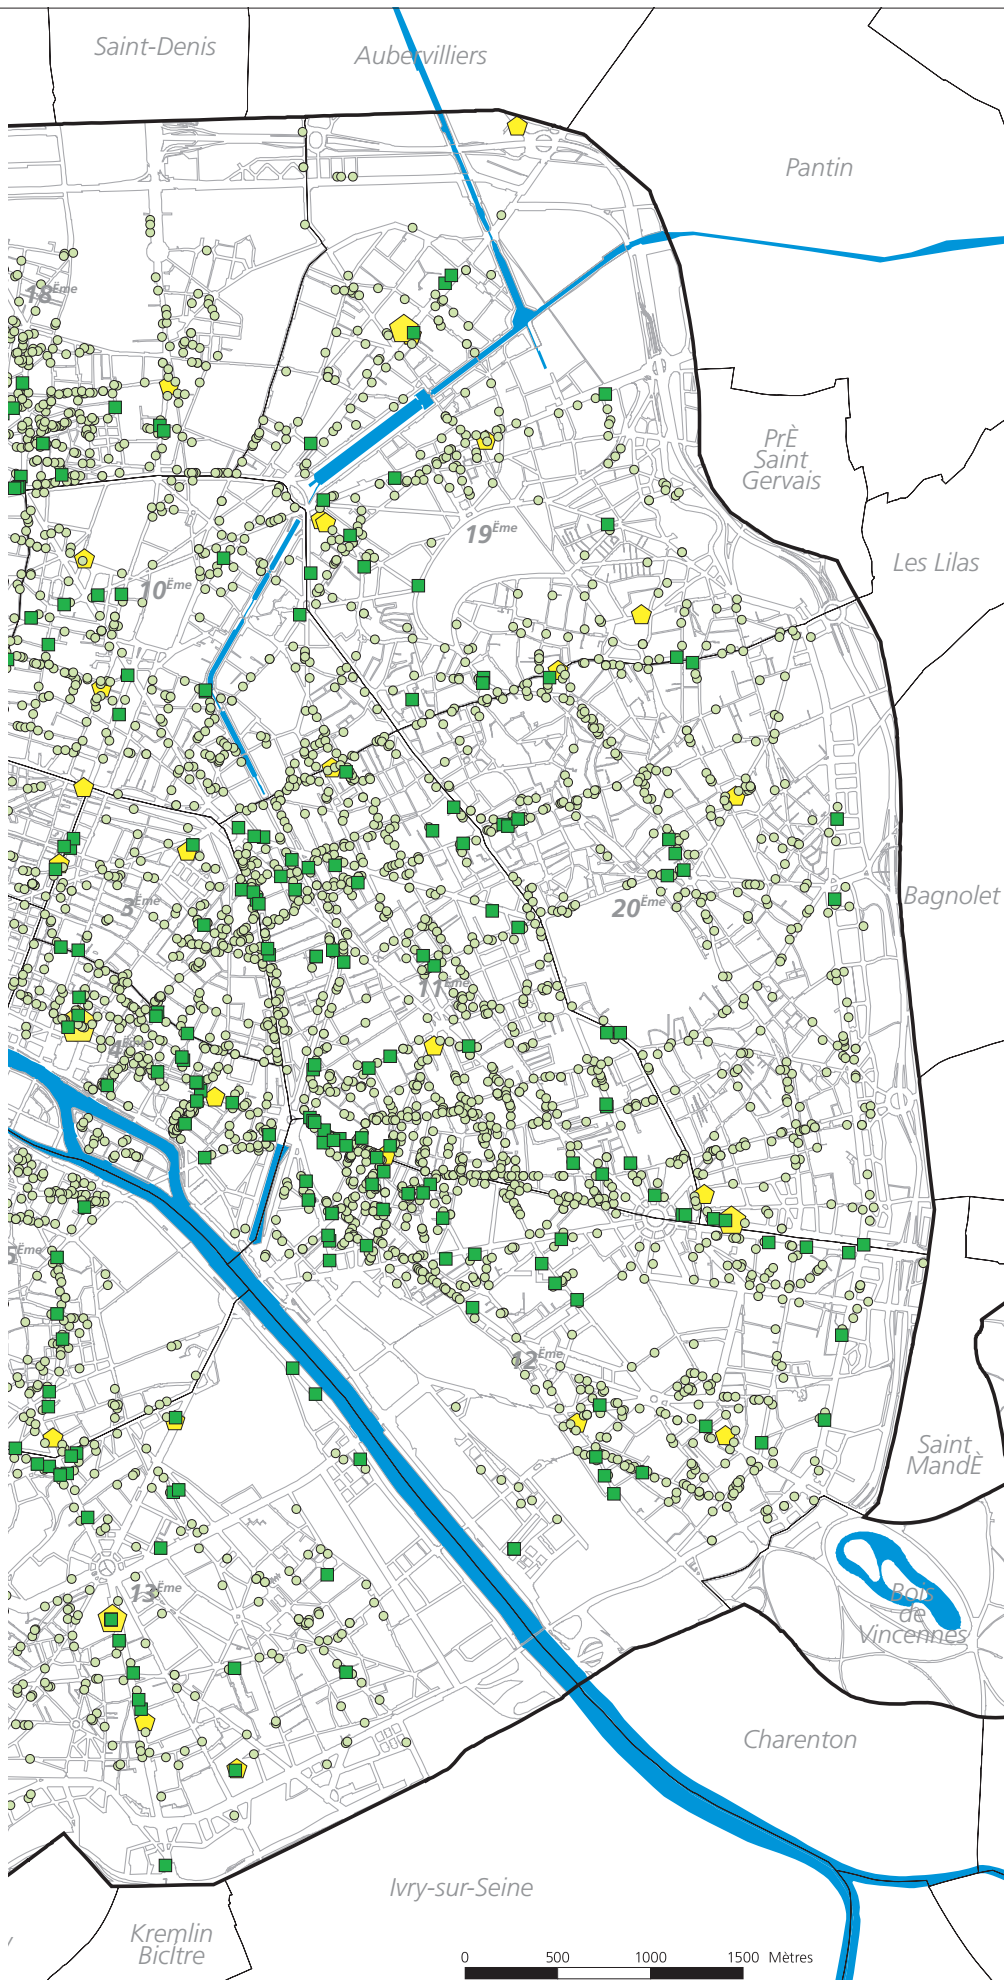 Saint-Denis
Aubervilliers
Pantin
18Ème
PrÈ
Saint
Gervais
19Ème
Les Lilas
10Ème
Bagnolet
3Ème
20Ème
11Ème
4Ème
5Ème
12Ème
Saint
MandÈ
13Ème
Bois
de
Vincennes
Charenton
Ivry-sur-Seine
Kremlin
Bicltre
0 500 1000 1500 Mètres